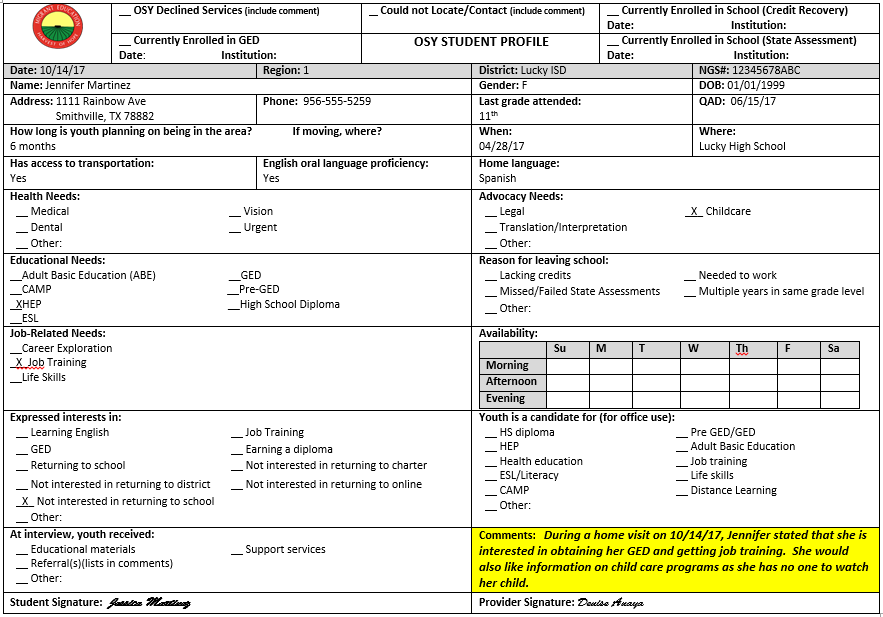 MIGRANT EDUCATION
HARVEST OF HOPE
__ OSY Declined Services (include comment)
__ Could not Locate/Contact (include comment)
__ Currently Enrolled in School (Credit Recovery)
Date: Institution:
__ Currently Enrolled in GED
Date: Institution:
OSY STUDENT PROFILE
__ Currently Enrolled in School (State Assessment)
Date: Institution:
Date: 10/14/17 Region: 1 District: Lucky ISD NGS#: 12345678ABC
Name: Jennifer Martinez Gender: F DOB: 01/01/1999
Address: 1111 Rainbow Ave
Smithville, TX 78882
Phone: 956-555-5259
Last grade attended:
11th
QAD: 06/15/17
How long is youth planning on being in the area? If moving, where?
6 months
When:
04/28/17
Where:
Lucky High School
Has access to transportation:
Yes
English oral language proficiency:
Yes
Home language:
Spanish
Health Needs:
__ Medical __ Vision
__ Dental __ Urgent
__ Other:
Advocacy Needs:
__ Legal _X_ Childcare
__ Translation/Interpretation
__ Other:
Educational Needs:
__Adult Basic Education (ABE) __GED
__CAMP __Pre-GED
_XHEP __High School Diploma
__ESL
Reason for leaving school:
__ Lacking credits __ Needed to work
__ Missed/Failed State Assessments __ Multiple years in same grade level
__ Other:
Job-Related Needs:
__Career Exploration
_X_Job Training
__Life Skills
Availability:
Su M T W Th F Sa
Morning
Afternoon
Evening
Expressed interests in:
__ Learning English __ Job Training
__ GED __ Earning a diploma
__ Returning to school __ Not interested in returning to charter
__ Not interested in returning to district __ Not interested in returning to online
_X_ Not interested in returning to school
__ Other:
Youth is a candidate for (for office use):
__ HS diploma __ Pre GED/GED
__ HEP __ Adult Basic Education
__ Health education __ Job training
__ ESL/Literacy __ Life skills
__ CAMP __ Distance Learning
__ Other:
At interview, youth received:
__ Educational materials __ Support services
__ Referral(s)(lists in comments)
__ Other:
Comments: During a home visit on 10/14/17, Jennifer stated that she is
interested in obtaining her GED and getting job training. She would
also like information on child care programs as she has no one to watch
her child.
Student Signature: Jessica Martinez
Provider Signature: Denise Anaya